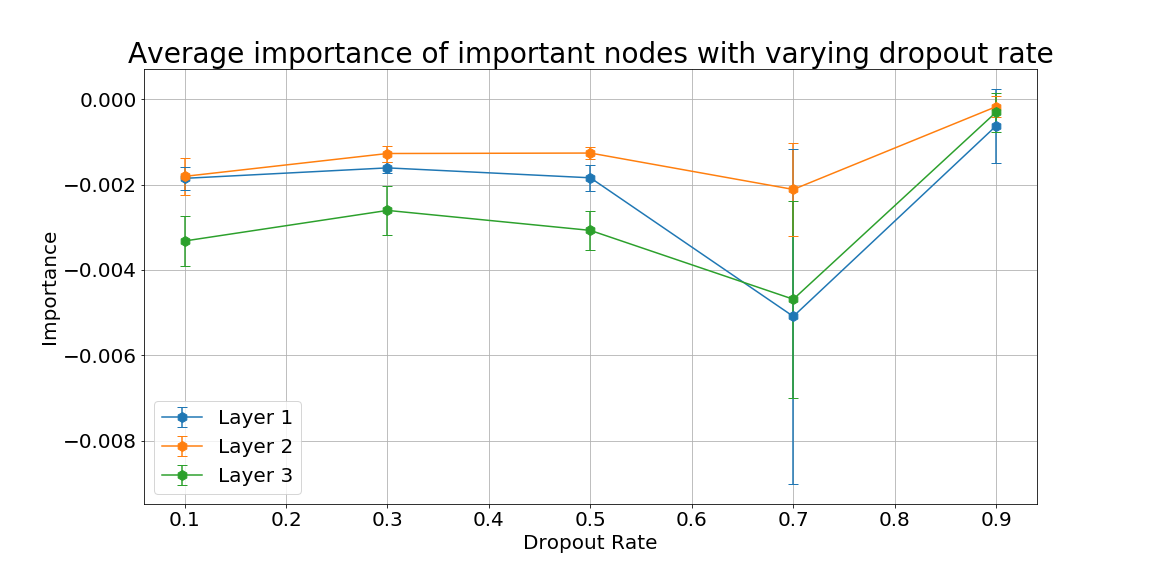 Average importance of important nodes with varying dropout rate
0.000
−0.002
−0.004
−0.006
−0.008
Importance
Layer 1
Layer 2
Layer 3
0.1 0.2 0.3 0.4 0.5 0.6 0.7 0.8 0.9
Dropout Rate